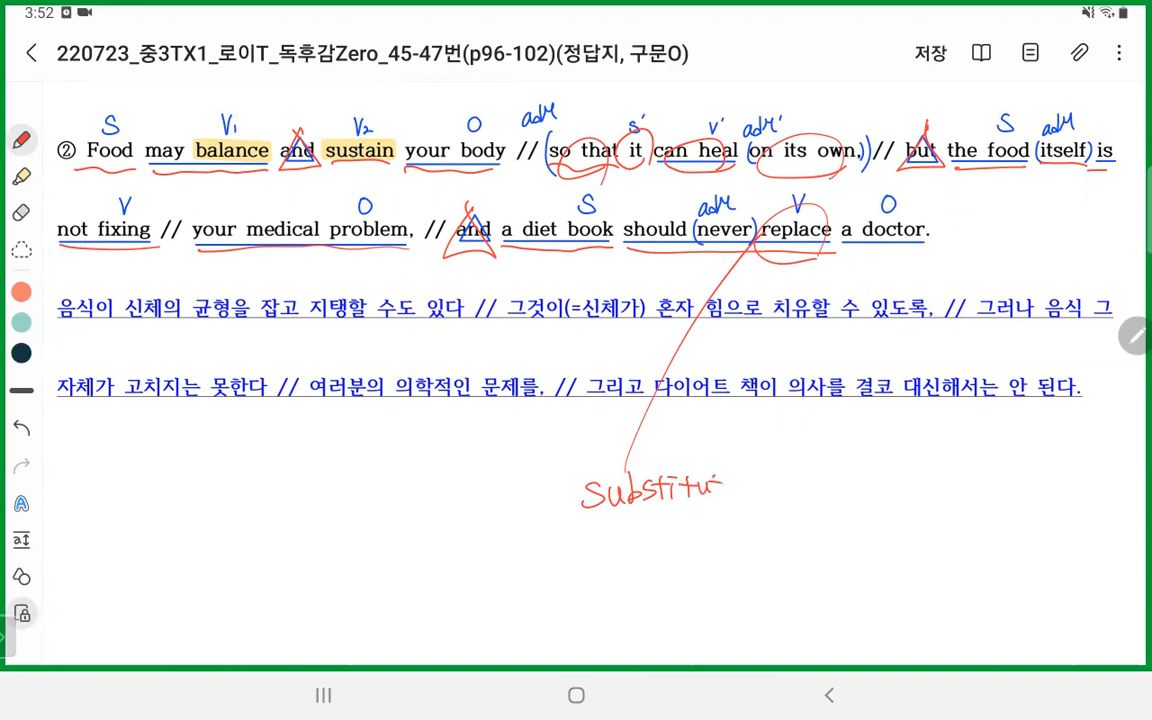 3:52
220723_중3TX1_로이T_독후감Zero_45-47번(p96-102)(정답지, 구문O)
저장
S V₁ V₂ O adv s' v' adv' S adv
② Food may balance and sustain your body // (so that it can heal (on its own,)) // but the food (itself) is
V O S adv V O
not fixing // your medical problem, // and a diet book should (never) replace a doctor.
음식이 신체의 균형을 잡고 지탱할 수도 있다 // 그것이(=신체가) 혼자 힘으로 치유할 수 있도록, // 그러나 음식 그
자체가 고치지는 못한다 // 여러분의 의학적인 문제를, // 그리고 다이어트 책이 의사를 결코 대신해서는 안 된다.
Substitu